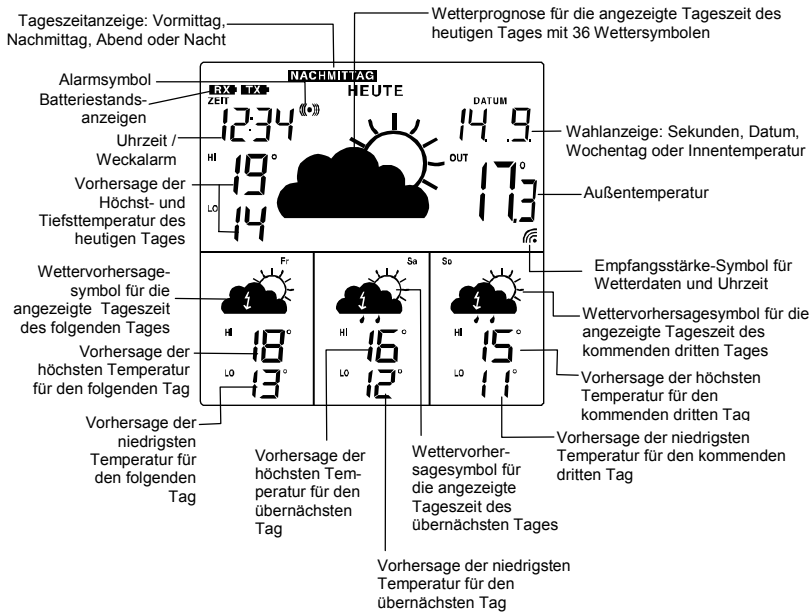 Tageszeitanzeige: Vormittag,
Nachmittag, Abend oder Nacht
Wetterprognose für die angezeigte Tageszeit des
heutigen Tages mit 36 Wettersymbolen
Alarmsymbol
Batteriestands-
anzeigen
Uhrzeit /
Weckalarm
Vorhersage der
Höchst- und
Tiefsttemperatur des
heutigen Tages
NACHMITTAG
HEUTE
RX TX
ZEIT
12:34
DATUM
14. 9.
HI
19°
LO
14
OUT
17.3°
Wahlanzeige: Sekunden, Datum,
Wochentag oder Innentemperatur
Außentemperatur
Empfangsstärke-Symbol für
Wetterdaten und Uhrzeit
Wettervorhersage-
symbol für die
angezeigte Tageszeit
des folgenden Tages
Vorhersage der
höchsten Temperatur
für den folgenden Tag
Vorhersage der
niedrigsten
Temperatur für
den folgenden
Tag
Fr
HI
18°
LO
13°
Sa
HI
16°
LO
12°
So
HI
15°
LO
11°
Wettervorhersagesymbol für die
angezeigte Tageszeit des
kommenden dritten Tages
Vorhersage der höchsten
Temperatur für den
kommenden dritten Tag
Vorhersage der niedrigsten
Temperatur für den kommenden
dritten Tag
Vorhersage der
höchsten Tem-
peratur für den
übernächsten
Tag
Wettervorher-
sagesymbol für
die angezeigte
Tageszeit des
übernächsten Tages
Vorhersage der niedrigsten
Temperatur für den
übernächsten Tag